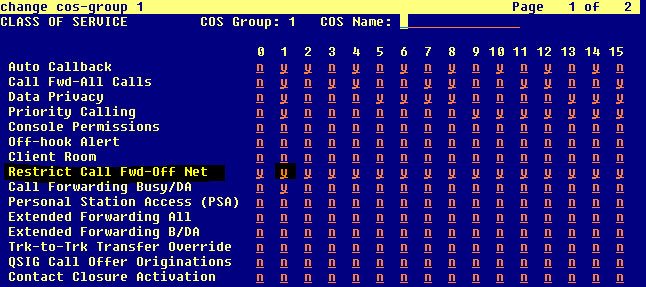 change cos-group 1 Page 1 of 2
CLASS OF SERVICE COS Group: 1 COS Name:
0 1 2 3 4 5 6 7 8 9 10 11 12 13 14 15
Auto Callback n y y n y n y n y n y n y n y n
Call Fwd-All Calls n y n y y n n y y n n y y n n y
Data Privacy n y n n n y y y y n n n n y y y
Priority Calling n y n n n n n n n y y y y y y y
Console Permissions n n n n n n n n n n n n n n n n
Off-hook Alert n n n n n n n n n n n n n n n n
Client Room n n n n n n n n n n n n n n n n
Restrict Call Fwd-Off Net y y y y y y y y y y y y y y y y
Call Forwarding Busy/DA n y n n n n n n n n n n n n n n
Personal Station Access (PSA) n n n n n n n n n n n n n n n n
Extended Forwarding All n n n n n n n n n n n n n n n n
Extended Forwarding B/DA n n n n n n n n n n n n n n n n
Trk-to-Trk Transfer Override n n n n n n n n n n n n n n n n
QSIG Call Offer Originations n n n n n n n n n n n n n n n n
Contact Closure Activation n n n n n n n n n n n n n n n n